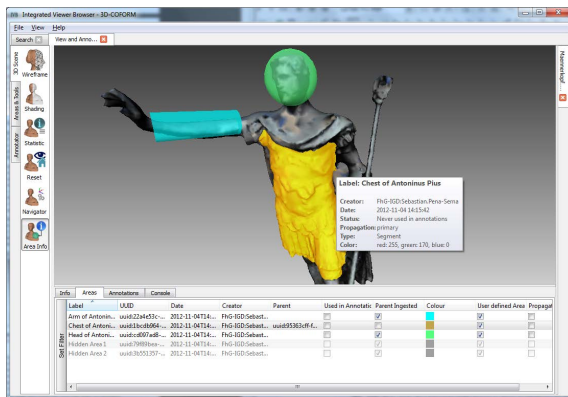 Integrated Viewer Browser - 3D-COFORM
File View Help
Search View and Anno...
3D Scene
Areas & Tools
Annotator
Wireframe
Shading
Statistic
Reset
Navigator
Area Info
Maennerkopf...
Label: Chest of Antoninus Pius
Creator: FhG-IGD:Sebastian.Pena-Serna
Date: 2012-11-04 14:15:42
Status: Never used in annotations
Propagation: primary
Type: Segment
Color: red: 255, green: 170, blue: 0
Info Areas Annotations Console
Set Filter
Label UUID Date Creator Parent Used in Annotatic Parent Ingested Colour User defined Area Propagat
Arm of Antonin... uuid:22a4e53c-... 2012-11-04T14:... FhG-IGD:Sebast...
Chest of Antoni... uuid:1bcdb964-... 2012-11-04T14:... FhG-IGD:Sebast... uuid:95363cff-f...
Head of Antoni... uuid:cd097ad8-... 2012-11-04T14:... FhG-IGD:Sebast...
Hidden Area 1 2012-11-04T14:... FhG-IGD:Sebast...
Hidden Area 2 uuid:3b551357-... 2012-11-04T14:... FhG-IGD:Sebast...